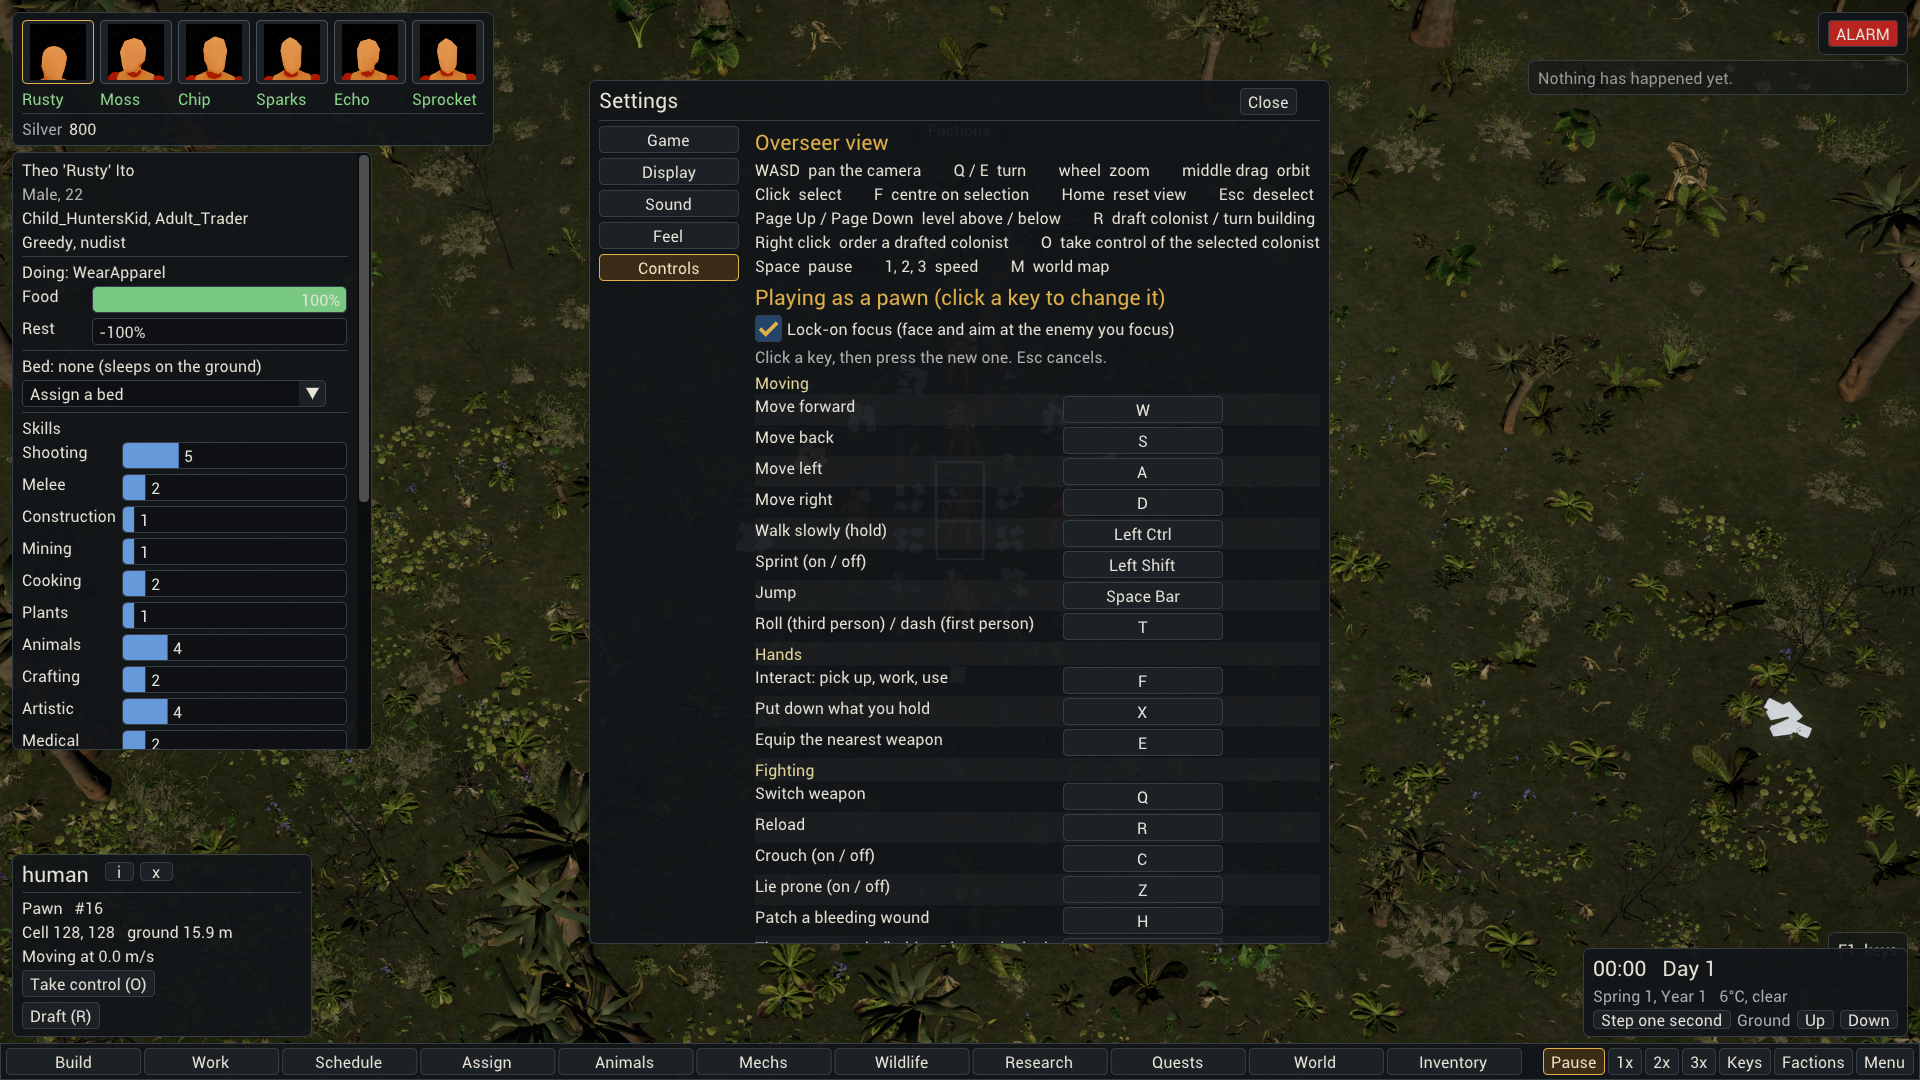 Rusty Moss Chip Sparks Echo Sprocket
Silver 800
Theo 'Rusty' Ito
Male, 22
Child_HuntersKid, Adult_Trader
Greedy, nudist
Doing: WearApparel
Food 100%
Rest -100%
Bed: none (sleeps on the ground)
Assign a bed
Skills
Shooting 5
Melee 2
Construction 1
Mining 1
Cooking 2
Plants 1
Animals 4
Crafting 2
Artistic 4
Medical 2
human i x
Pawn #16
Cell 128, 128 ground 15.9 m
Moving at 0.0 m/s
Take control (O)
Draft (R)
Settings
Close
Game
Display
Sound
Feel
Controls
Factions
Overseer view
WASD pan the camera Q / E turn wheel zoom middle drag orbit
Click select F centre on selection Home reset view Esc deselect
Page Up / Page Down level above / below R draft colonist / turn building
Right click order a drafted colonist O take control of the selected colonist
Space pause 1, 2, 3 speed M world map
Playing as a pawn (click a key to change it)
Lock-on focus (face and aim at the enemy you focus)
Click a key, then press the new one. Esc cancels.
Moving
Move forward W
Move back S
Move left A
Move right D
Walk slowly (hold) Left Ctrl
Sprint (on / off) Left Shift
Jump Space Bar
Roll (third person) / dash (first person) T
Hands
Interact: pick up, work, use F
Put down what you hold X
Equip the nearest weapon E
Fighting
Switch weapon Q
Reload R
Crouch (on / off) C
Lie prone (on / off) Z
Patch a bleeding wound H
ALARM
Nothing has happened yet.
F1 keys
00:00 Day 1
Spring 1, Year 1 6°C, clear
Step one second Ground Up Down
Build Work Schedule Assign Animals Mechs Wildlife Research Quests World Inventory Pause 1x 2x 3x Keys Factions Menu